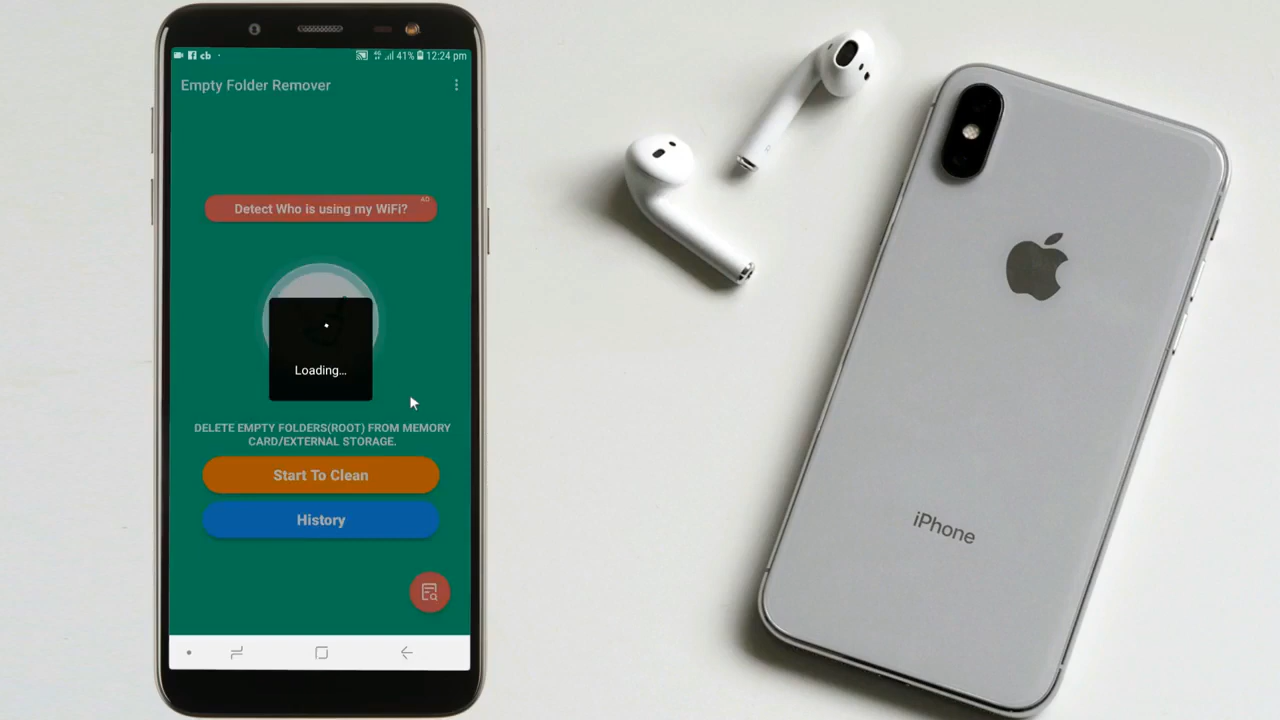 cb 41% 12:24 pm
Empty Folder Remover
Detect Who is using my WiFi?
AD
Loading...
DELETE EMPTY FOLDERS(ROOT) FROM MEMORY
CARD/EXTERNAL STORAGE.
Start To Clean
History
iPhone